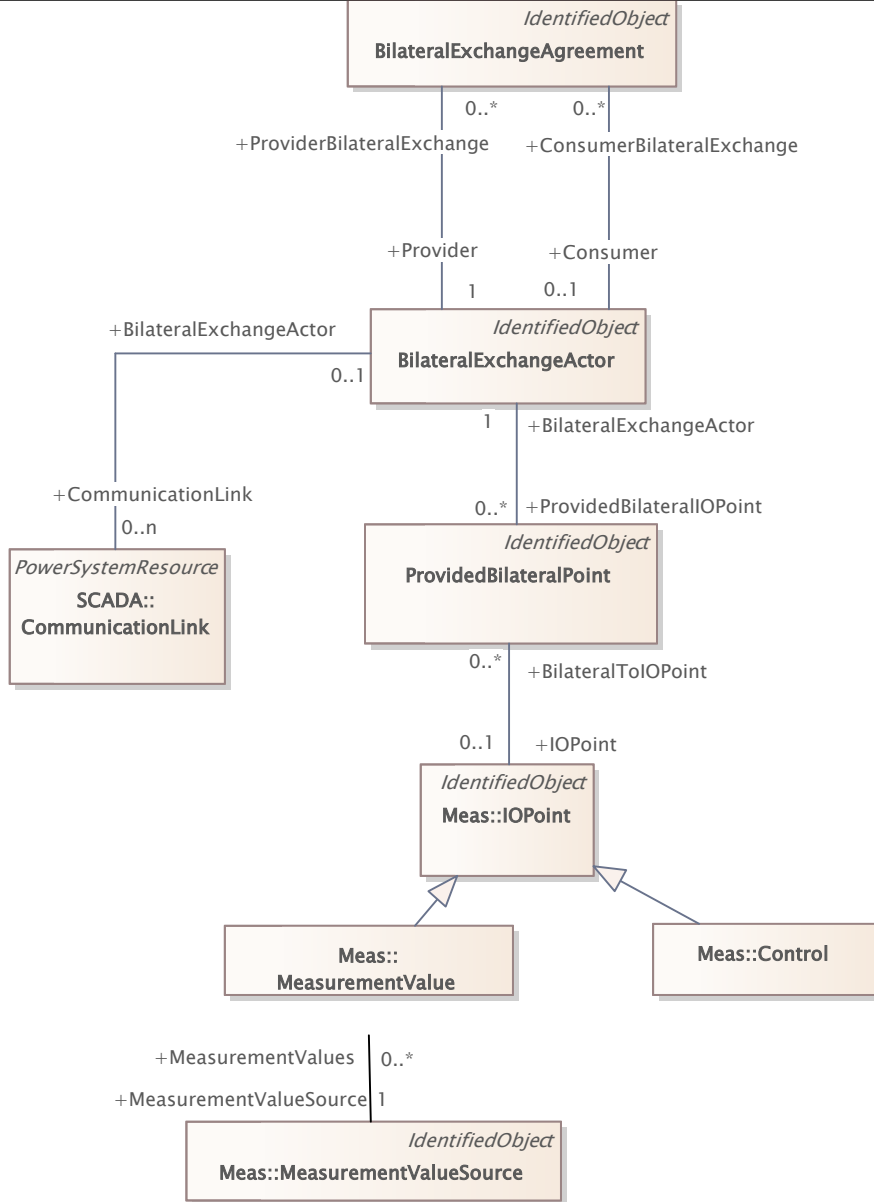 IdentifiedObject
BilateralExchangeAgreement
0..* 0..*
+ProviderBilateralExchange +ConsumerBilateralExchange
+Provider +Consumer
1 0..1
IdentifiedObject
BilateralExchangeActor
+BilateralExchangeActor
0..1
1 +BilateralExchangeActor
+CommunicationLink
0..n
0..* +ProvidedBilateralIOPoint
PowerSystemResource
SCADA::
CommunicationLink
IdentifiedObject
ProvidedBilateralPoint
0..* +BilateralToIOPoint
0..1 +IOPoint
IdentifiedObject
Meas::IOPoint
Meas::
MeasurementValue
Meas::Control
+MeasurementValues 0..*
+MeasurementValueSource 1
IdentifiedObject
Meas::MeasurementValueSource